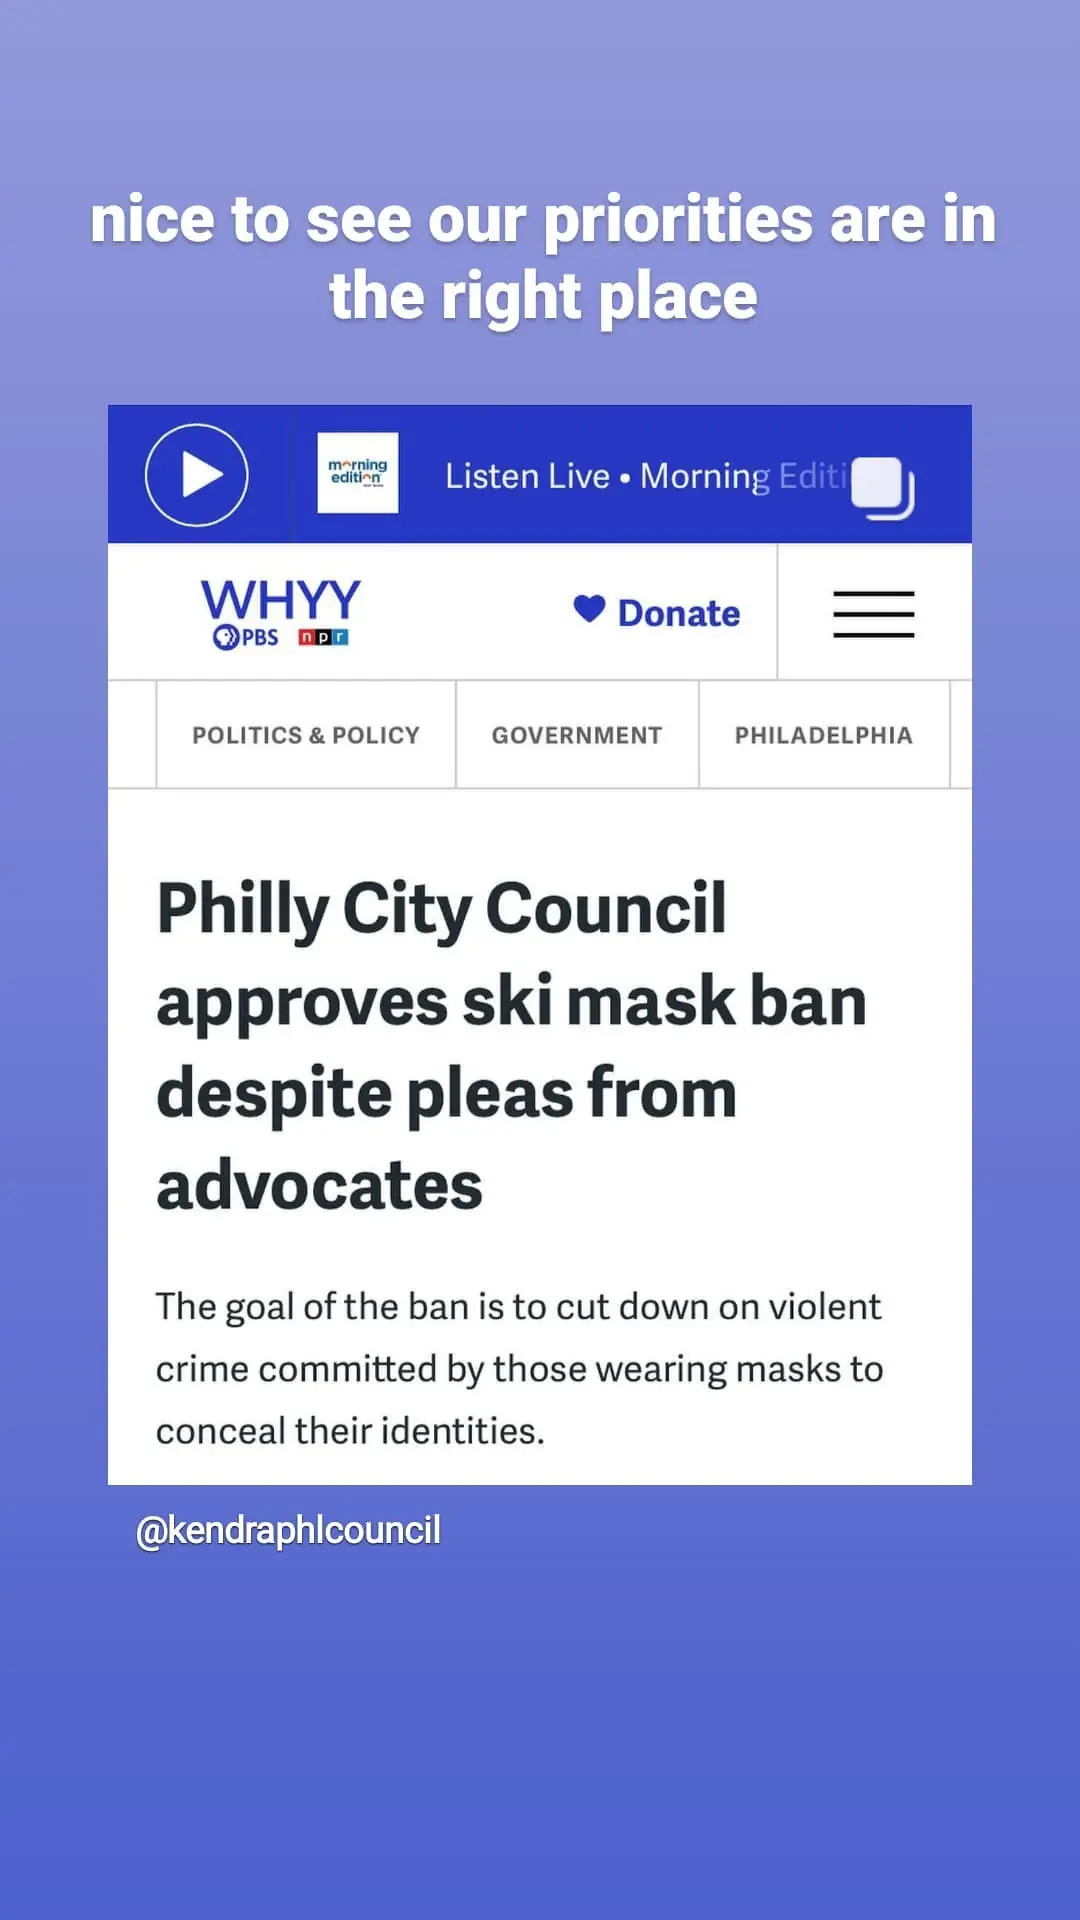 nice to see our priorities are in
the right place
morning
edition
Listen Live • Morning Editi
WHYY
PBS npr
Donate
POLITICS & POLICY
GOVERNMENT
PHILADELPHIA
Philly City Council
approves ski mask ban
despite pleas from
advocates
The goal of the ban is to cut down on violent
crime committed by those wearing masks to
conceal their identities.
@kendraphlcouncil